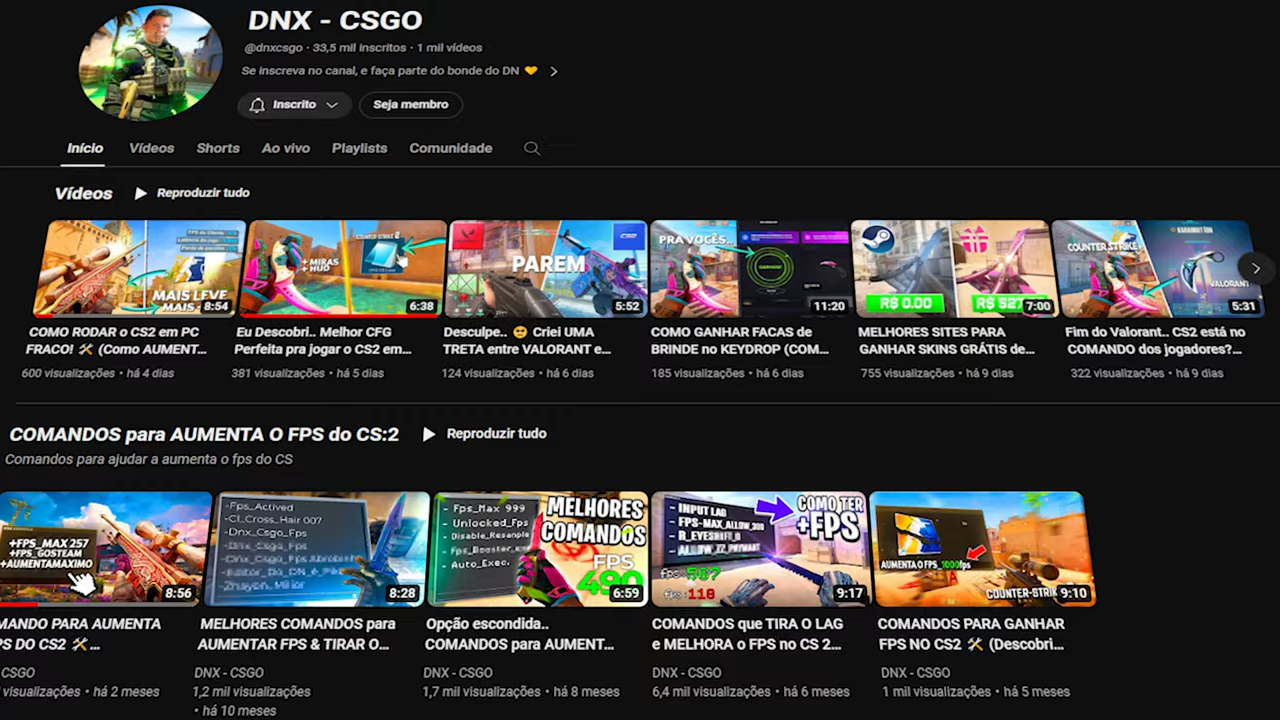 DNX - CSGO
@dnxcsgo · 33,5 mil inscritos · 1 mil vídeos
Se inscreva no canal, e faça parte do bonde do DN 💛 >
Inscrito
Seja membro
Início Vídeos Shorts Ao vivo Playlists Comunidade
Vídeos ▶ Reproduzir tudo
MAIS LEVE
MAIS
8:54
COUNTER-STRIKE 2
+ MIRAS
+ HUD
6:38
PAREM
5:52
PRA VOCÊS..
11:20
R$ 0.00
R$ 527
7:00
COUNTER STRIKE
VALORANT
5:31
COMO RODAR o CS2 em PC
FRACO! 🛠️ (Como AUMENT...
600 visualizações • há 4 dias
Eu Descobri.. Melhor CFG
Perfeita pra jogar o CS2 em...
381 visualizações • há 5 dias
Desculpe.. 😔 Criei UMA
TRETA entre VALORANT e...
124 visualizações • há 6 dias
COMO GANHAR FACAS de
BRINDE no KEYDROP (COM...
185 visualizações • há 6 dias
MELHORES SITES PARA
GANHAR SKINS GRÁTIS de...
755 visualizações • há 9 dias
Fim do Valorant.. CS2 está no
COMANDO dos jogadores?...
322 visualizações • há 9 dias
COMANDOS para AUMENTA O FPS do CS:2 ▶ Reproduzir tudo
Comandos para ajudar a aumenta o fps do CS
+FPS_MAX 257
+FPS_GOSTEAM
+AUMENTAMAXIMO
8:56
-Fps_Actived
-Cl_Cross_Hair 007
-Dnx_Csgo_Fps
8:28
- Fps_Max 999
- Unlocked_Fps
- Auto_Exec.
MELHORES
COMANDOS
FPS
490
6:59
- INPUT LAG
- FPS-MAX_ALLOW_300
- R_EYESHIFT_0
COMO TER
+FPS
fps 118
9:17
AUMENTA O FPS_1000fps
COUNTER-STRIK
9:10
MANDO PARA AUMENTA
PS DO CS2 🛠️...
CSGO
visualizações • há 2 meses
MELHORES COMANDOS para
AUMENTAR FPS & TIRAR O...
DNX - CSGO
1,2 mil visualizações
• há 10 meses
Opção escondida..
COMANDOS para AUMENT...
DNX - CSGO
1,7 mil visualizações • há 8 meses
COMANDOS que TIRA O LAG
e MELHORA o FPS no CS 2...
DNX - CSGO
6,4 mil visualizações • há 6 meses
COMANDOS PARA GANHAR
FPS NO CS2 🛠️ (Descobri...
DNX - CSGO
1 mil visualizações • há 5 meses